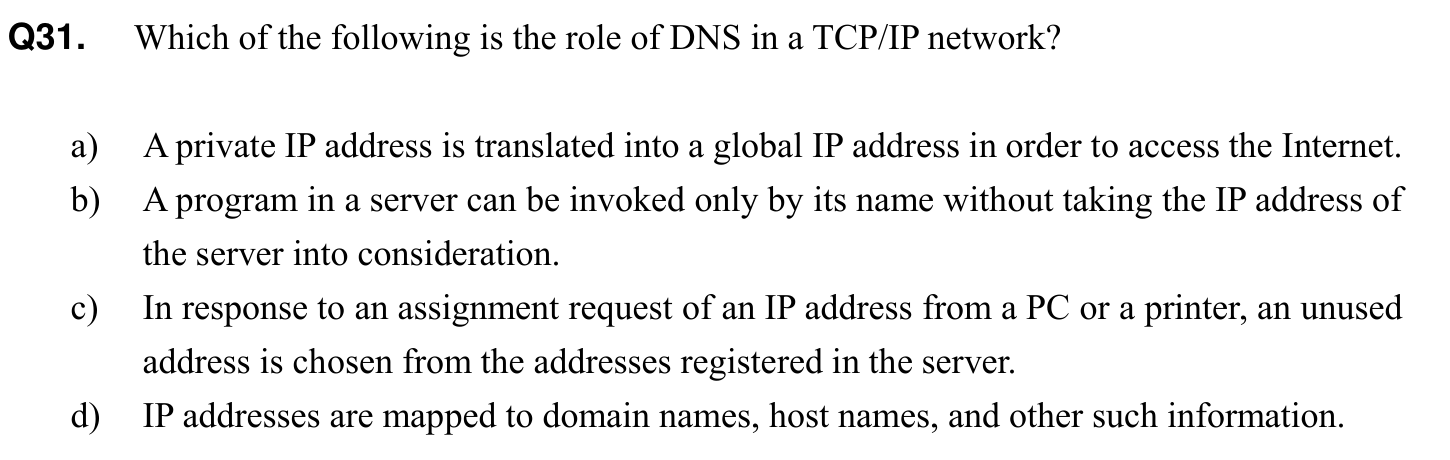 Q31. Which of the following is the role of DNS in a TCP/IP network?
a) A private IP address is translated into a global IP address in order to access the Internet.
b) A program in a server can be invoked only by its name without taking the IP address of
the server into consideration.
c) In response to an assignment request of an IP address from a PC or a printer, an unused
address is chosen from the addresses registered in the server.
d) IP addresses are mapped to domain names, host names, and other such information.